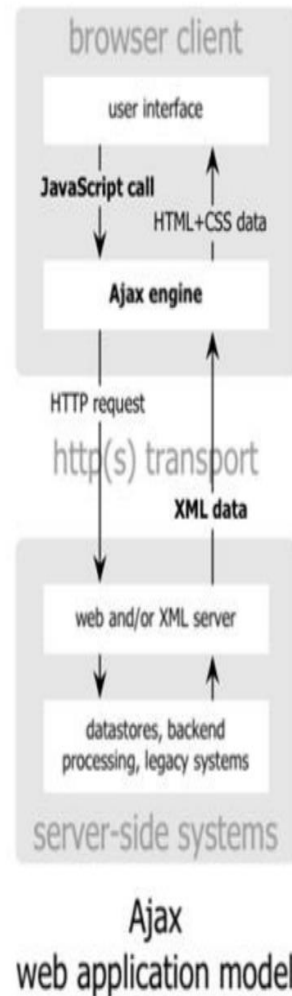 browser client
user interface
JavaScript call
HTML+CSS data
Ajax engine
HTTP request
http(s) transport
XML data
web and/or XML server
datastores, backend
processing, legacy systems
server-side systems
Ajax
web application model